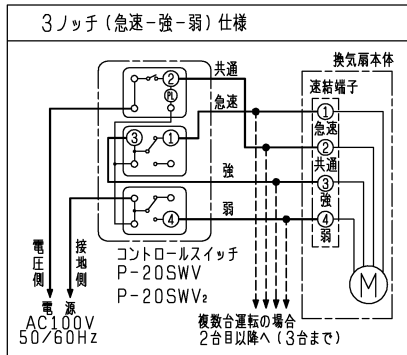 3ノッチ(急速-強-弱)仕様
換気扇本体
共通
速結端子
②
PL
急速
①
急速
③
①
②
共通
強
③
強
弱
④
④
弱
電圧側
接地側
コントロールスイッチ
P-20SWV
P-20SWV₂
M
電源
AC100V
50/60Hz
複数台運転の場合
2台目以降へ(3台まで)